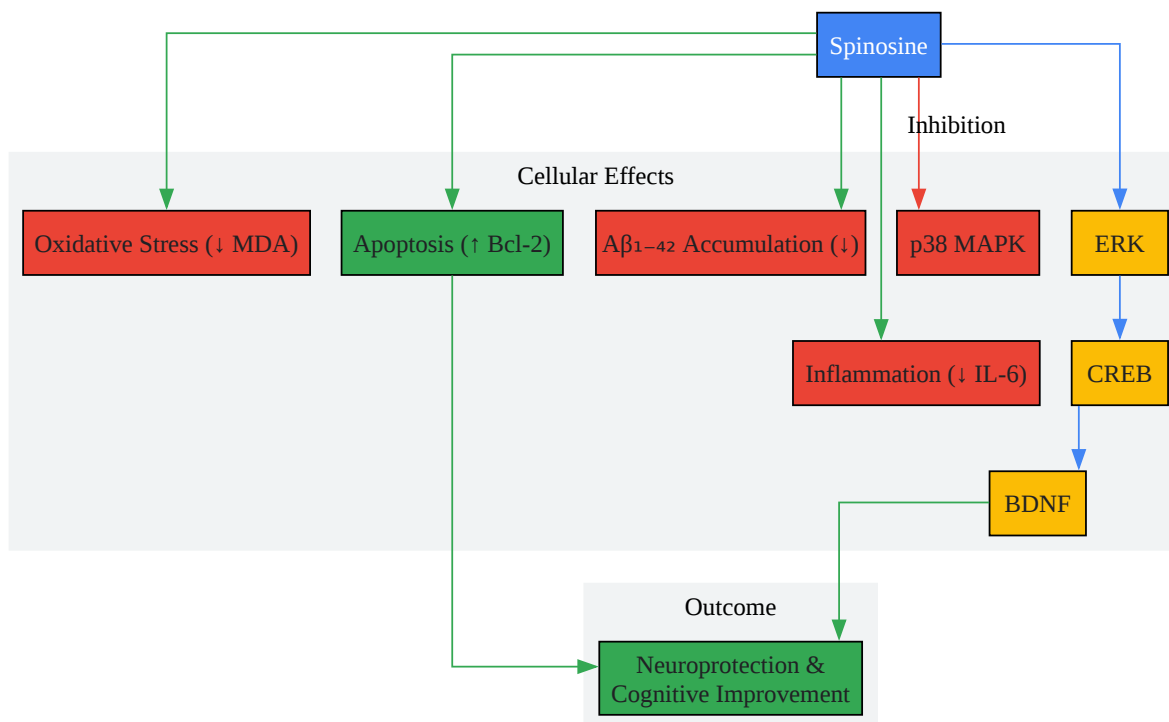 Spinosine
Inhibition
Cellular Effects
Oxidative Stress (↓ MDA)
Apoptosis (↑ Bcl-2)
Aβ₁₋₄₂ Accumulation (↓)
p38 MAPK
ERK
Inflammation (↓ IL-6)
CREB
BDNF
Outcome
Neuroprotection &
Cognitive Improvement